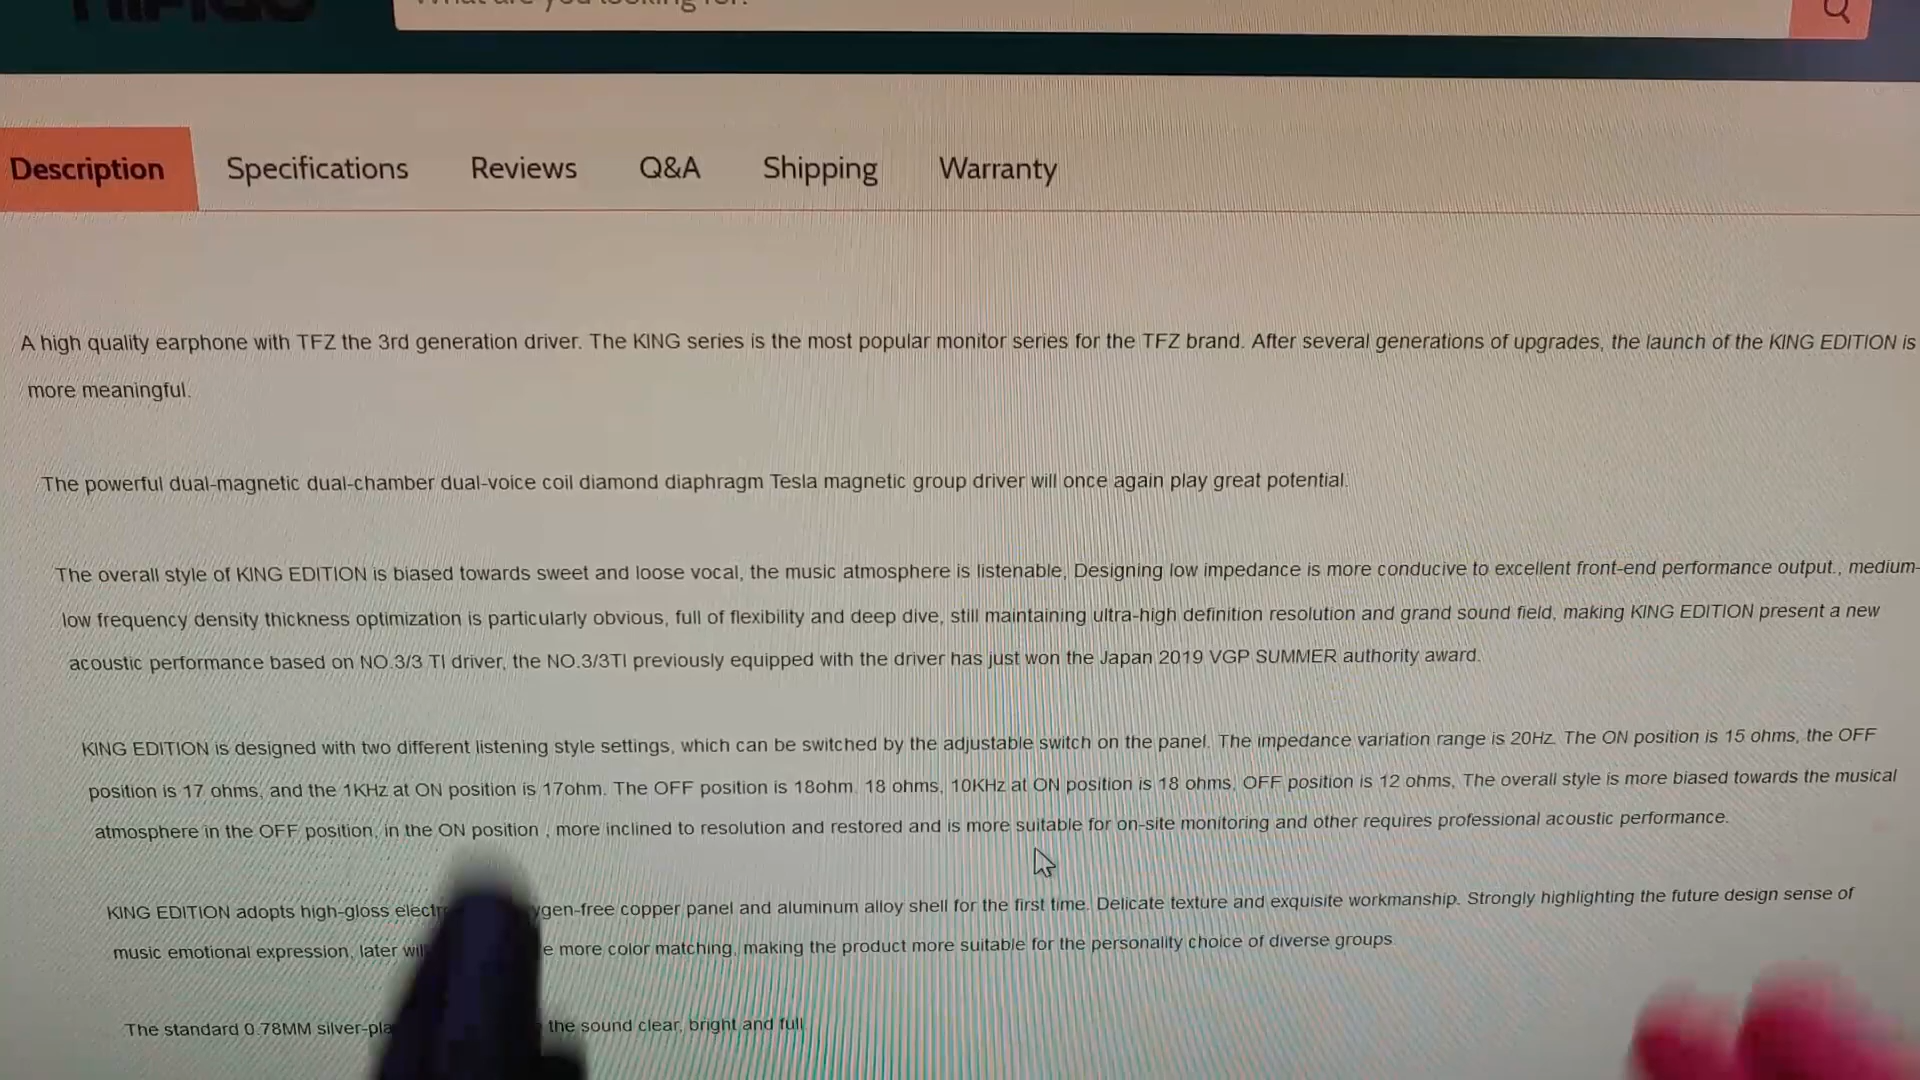 What are you looking for?
Description Specifications Reviews Q&A Shipping Warranty
A high quality earphone with TFZ the 3rd generation driver. The KING series is the most popular monitor series for the TFZ brand. After several generations of upgrades, the launch of the KING EDITION is
more meaningful.
The powerful dual-magnetic dual-chamber dual-voice coil diamond diaphragm Tesla magnetic group driver will once again play great potential.
The overall style of KING EDITION is biased towards sweet and loose vocal, the music atmosphere is listenable, Designing low impedance is more conducive to excellent front-end performance output., medium-
low frequency density thickness optimization is particularly obvious, full of flexibility and deep dive, still maintaining ultra-high definition resolution and grand sound field, making KING EDITION present a new
acoustic performance based on NO.3/3 TI driver, the NO.3/3TI previously equipped with the driver has just won the Japan 2019 VGP SUMMER authority award.
KING EDITION is designed with two different listening style settings, which can be switched by the adjustable switch on the panel. The impedance variation range is 20Hz. The ON position is 15 ohms, the OFF
position is 17 ohms, and the 1KHz at ON position is 17ohm. The OFF position is 18ohm. 18 ohms, 10KHz at ON position is 18 ohms, OFF position is 12 ohms, The overall style is more biased towards the musical
atmosphere in the OFF position, in the ON position , more inclined to resolution and restored and is more suitable for on-site monitoring and other requires professional acoustic performance.
KING EDITION adopts high-gloss gen-free copper panel and aluminum alloy shell for the first time. Delicate texture and exquisite workmanship. Strongly highlighting the future design sense of
music emotional expression, later more color matching, making the product more suitable for the personality choice of diverse groups.
The standard 0.78MM the sound clear, bright and full